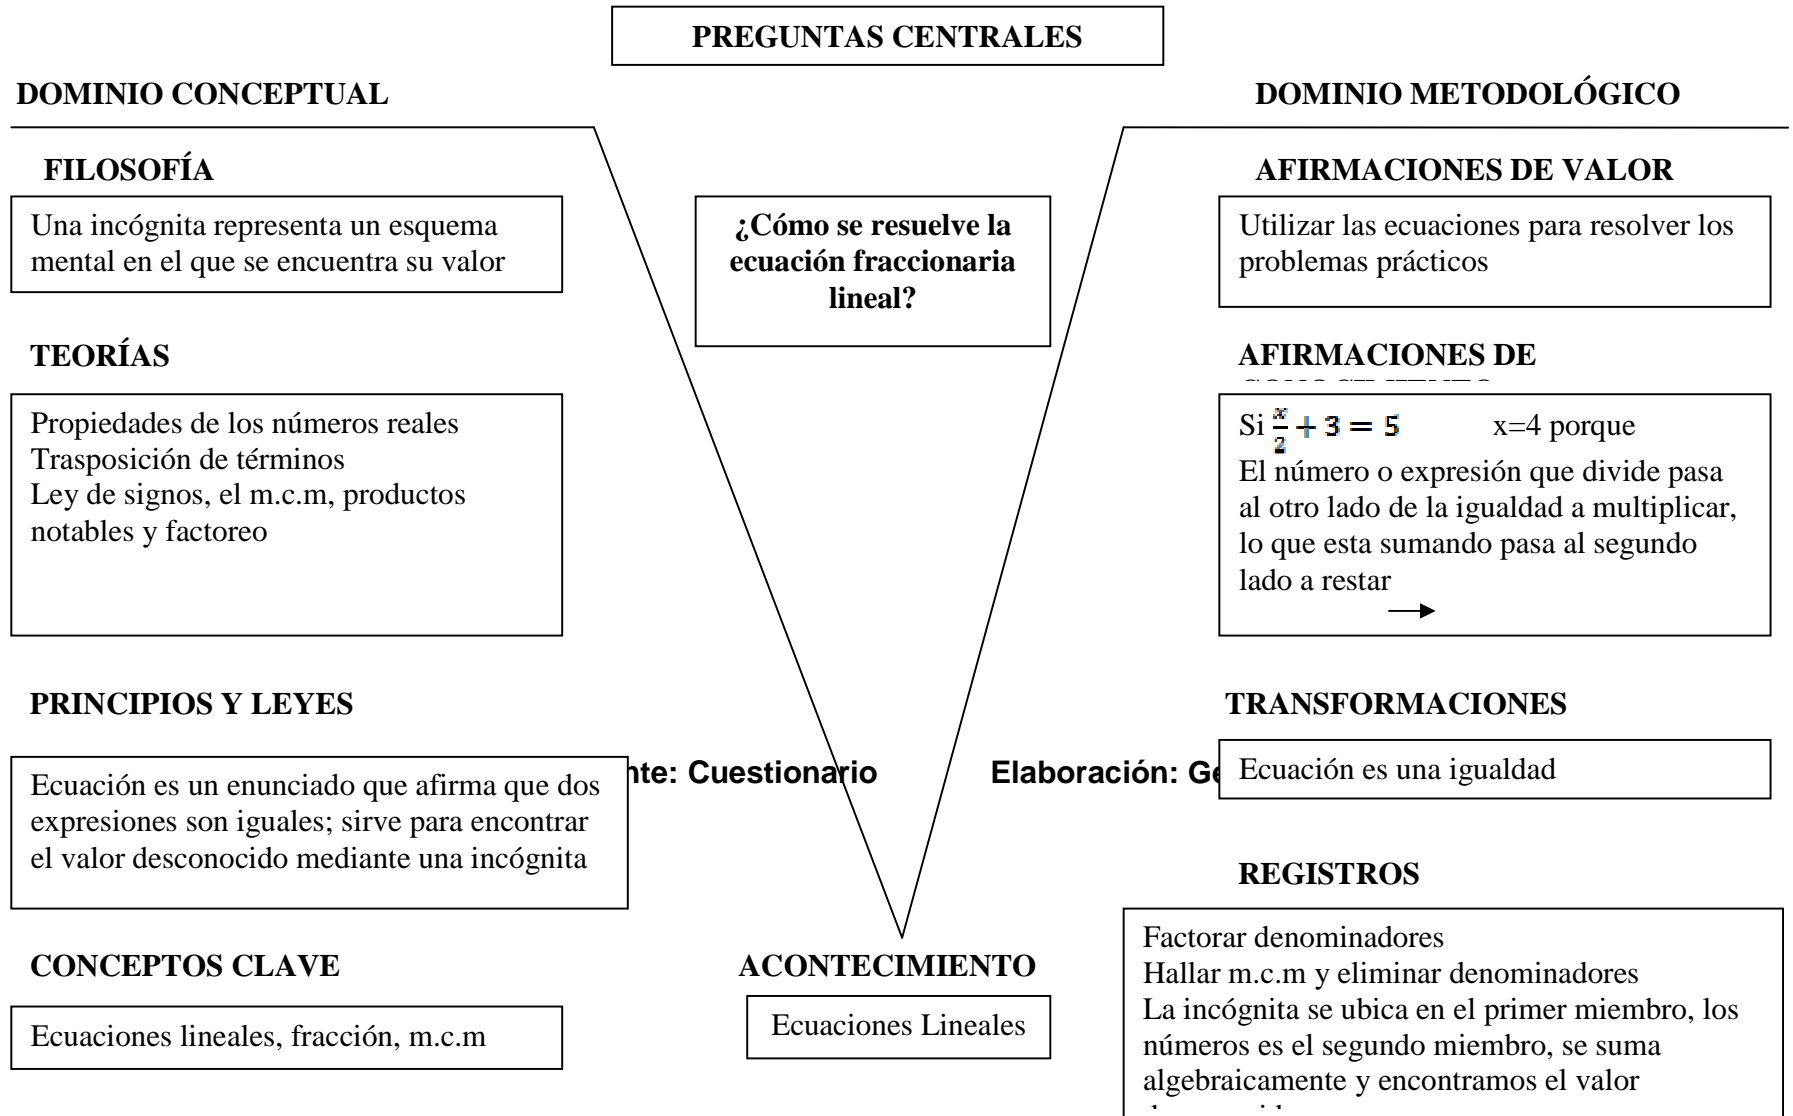 PREGUNTAS CENTRALES
DOMINIO CONCEPTUAL
DOMINIO METODOLÓGICO
FILOSOFÍA
Una incógnita representa un esquema
mental en el que se encuentra su valor
¿Cómo se resuelve la
ecuación fraccionaria
lineal?
AFIRMACIONES DE VALOR
Utilizar las ecuaciones para resolver los
problemas prácticos
TEORÍAS
Propiedades de los números reales
Trasposición de términos
Ley de signos, el m.c.m, productos
notables y factoreo
AFIRMACIONES DE
Si x/2 + 3 = 5 x=4 porque
El número o expresión que divide pasa
al otro lado de la igualdad a multiplicar,
lo que esta sumando pasa al segundo
lado a restar
PRINCIPIOS Y LEYES
Ecuación es un enunciado que afirma que dos
expresiones son iguales; sirve para encontrar
el valor desconocido mediante una incógnita
nte: Cuestionario Elaboración: Ge
TRANSFORMACIONES
Ecuación es una igualdad
CONCEPTOS CLAVE
Ecuaciones lineales, fracción, m.c.m
ACONTECIMIENTO
Ecuaciones Lineales
REGISTROS
Factorar denominadores
Hallar m.c.m y eliminar denominadores
La incógnita se ubica en el primer miembro, los
números es el segundo miembro, se suma
algebraicamente y encontramos el valor